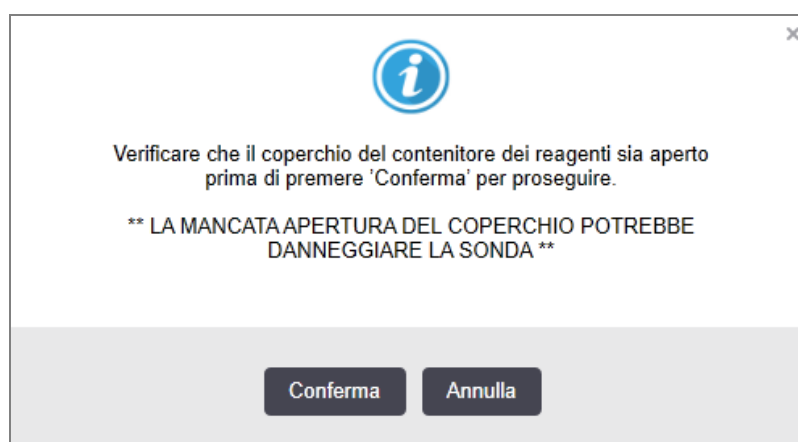 Verificare che il coperchio del contenitore dei reagenti sia aperto
prima di premere 'Conferma' per proseguire.
** LA MANCATA APERTURA DEL COPERCHIO POTREBBE
DANNEGGIARE LA SONDA **
Conferma Annulla